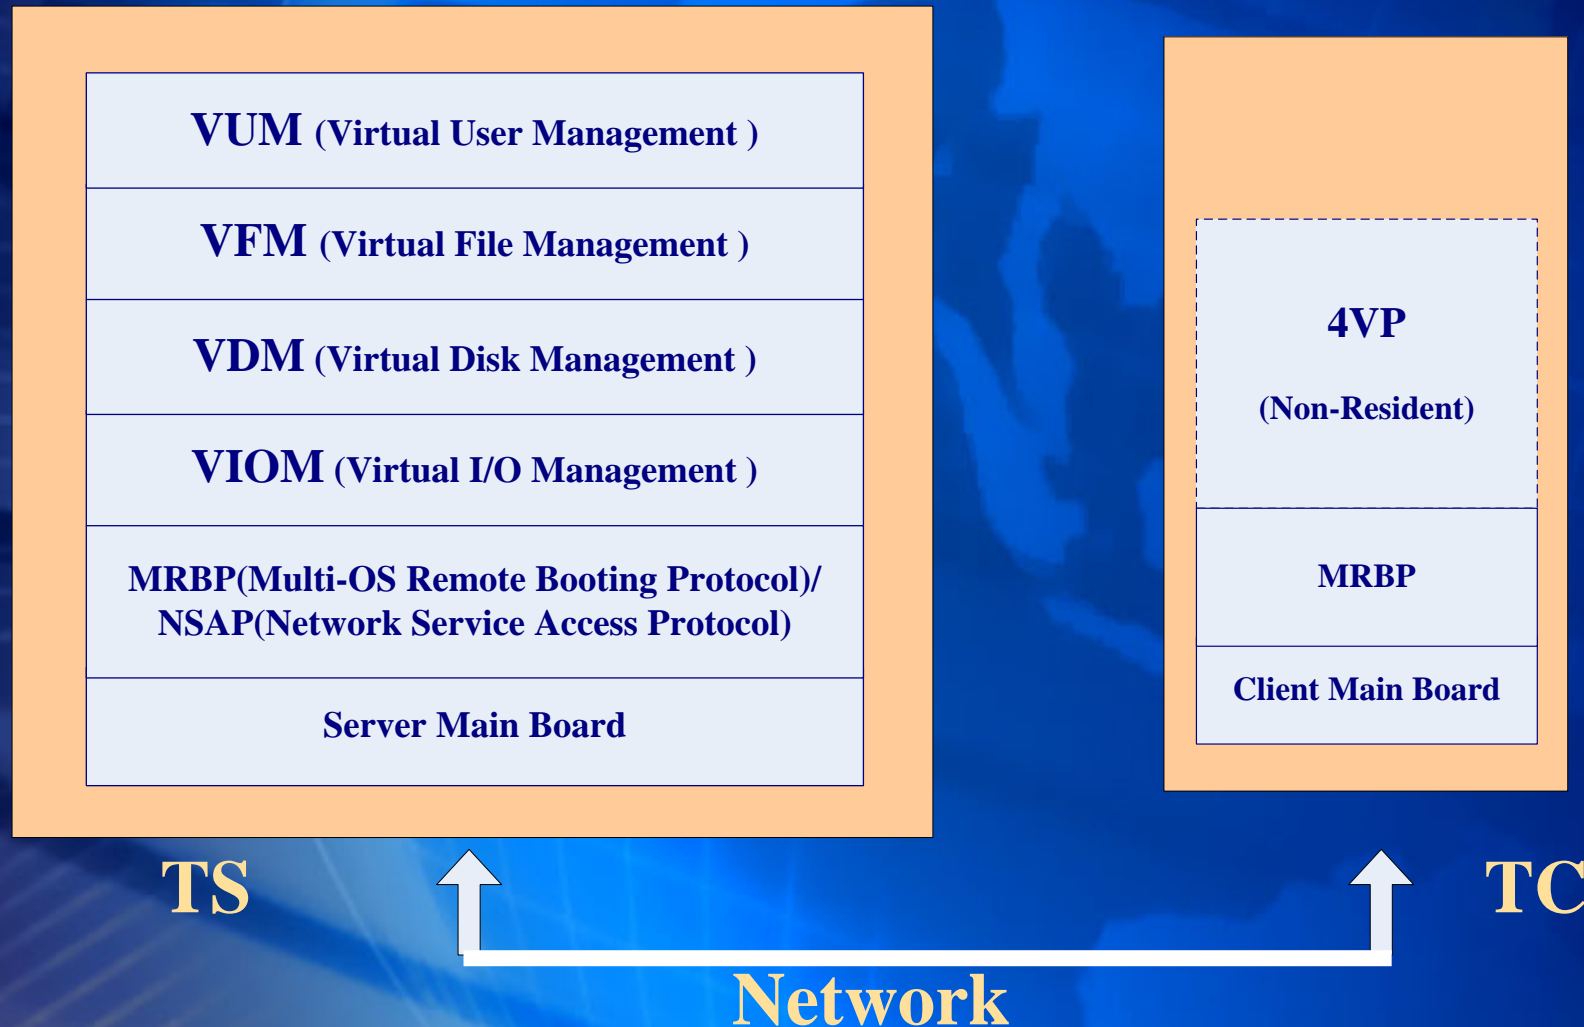 VUM (Virtual User Management )
VFM (Virtual File Management )
VDM (Virtual Disk Management )
VIOM (Virtual I/O Management )
MRBP(Multi-OS Remote Booting Protocol)/
NSAP(Network Service Access Protocol)
Server Main Board
4VP
(Non-Resident)
MRBP
Client Main Board
TS
TC
Network